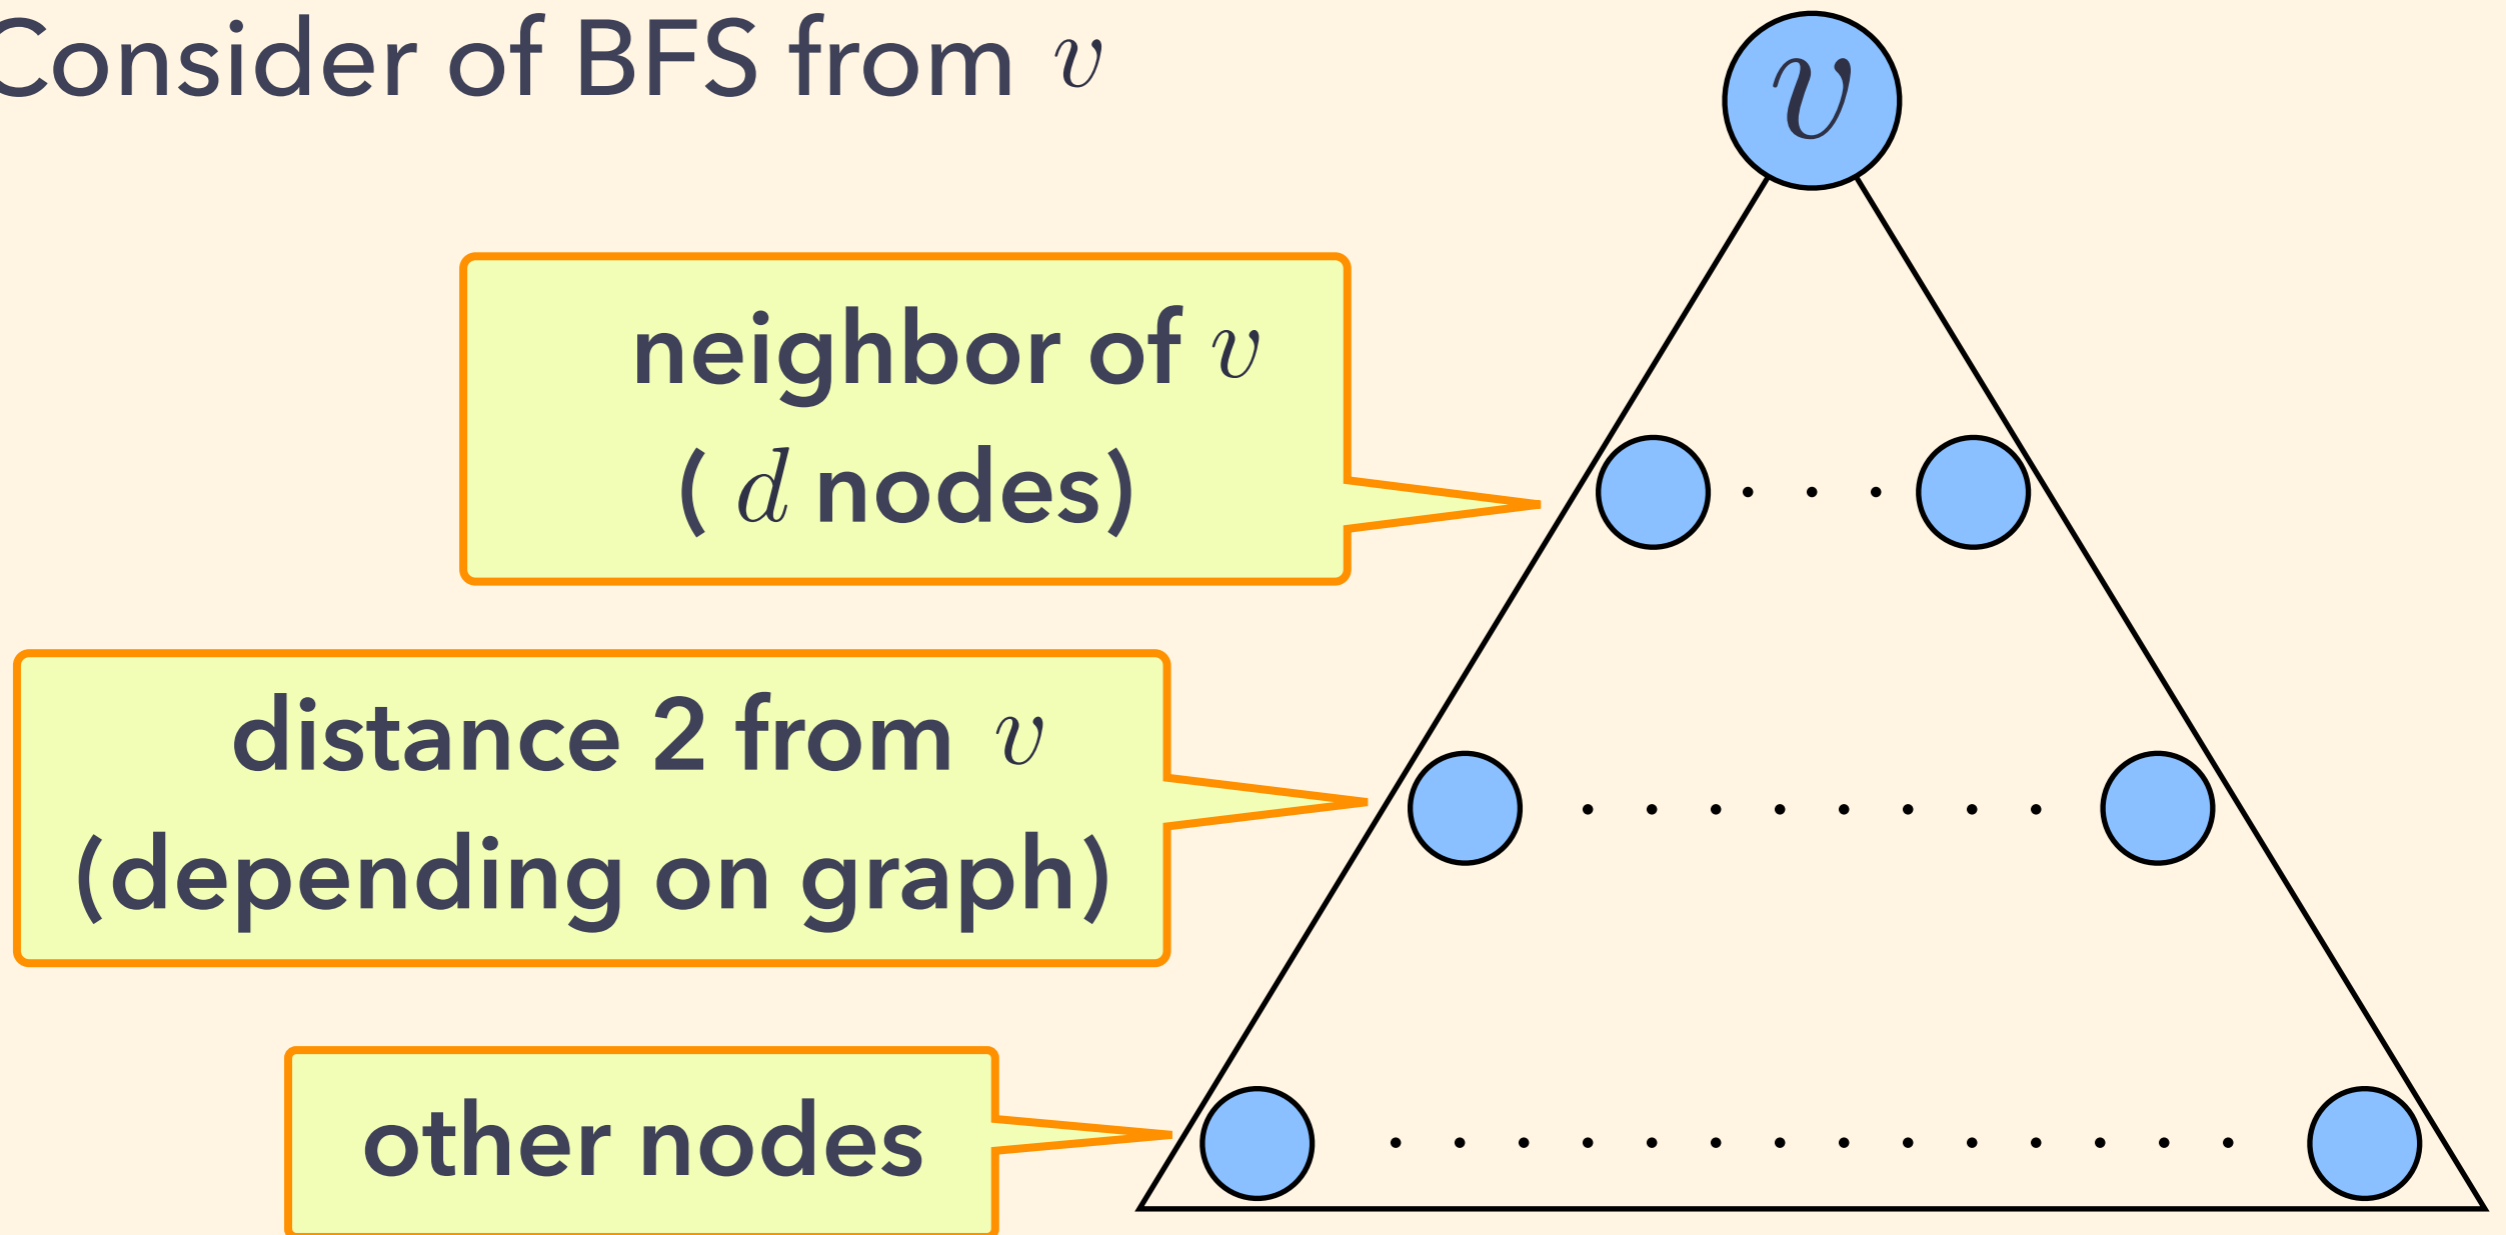 Consider of BFS from v
v
neighbor of v
( d nodes)
distance 2 from v
(depending on graph)
other nodes